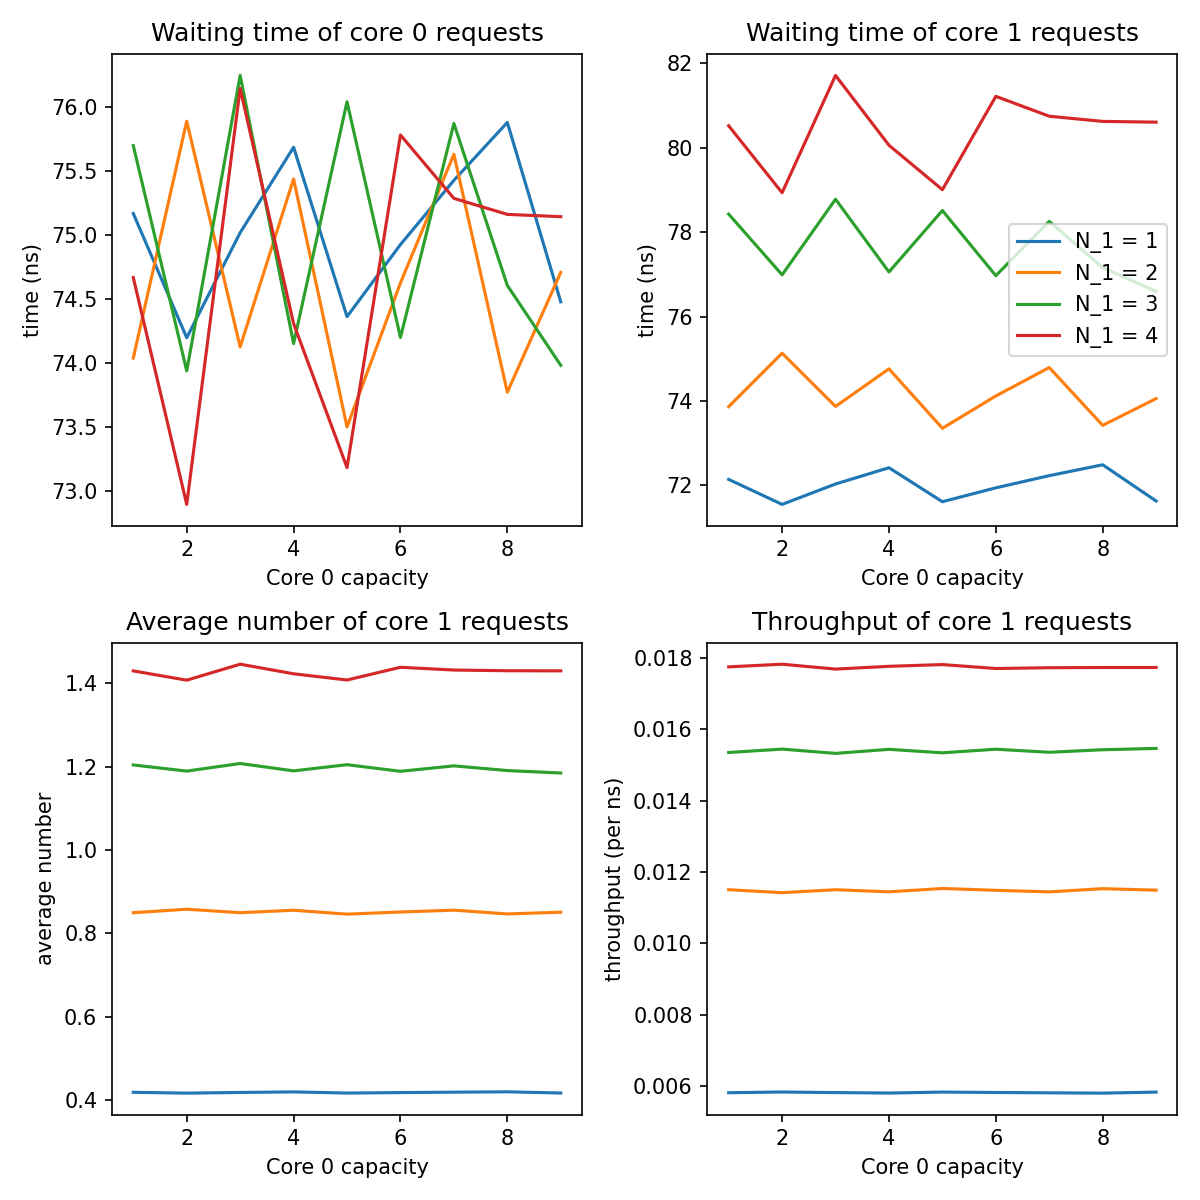 Waiting time of core 0 requests
time (ns)
76.0
75.5
75.0
74.5
74.0
73.5
73.0
2 4 6 8
Core 0 capacity
Waiting time of core 1 requests
time (ns)
82
80
78
76
74
72
N_1 = 1
N_1 = 2
N_1 = 3
N_1 = 4
2 4 6 8
Core 0 capacity
Average number of core 1 requests
average number
1.4
1.2
1.0
0.8
0.6
0.4
2 4 6 8
Core 0 capacity
Throughput of core 1 requests
throughput (per ns)
0.018
0.016
0.014
0.012
0.010
0.008
0.006
2 4 6 8
Core 0 capacity